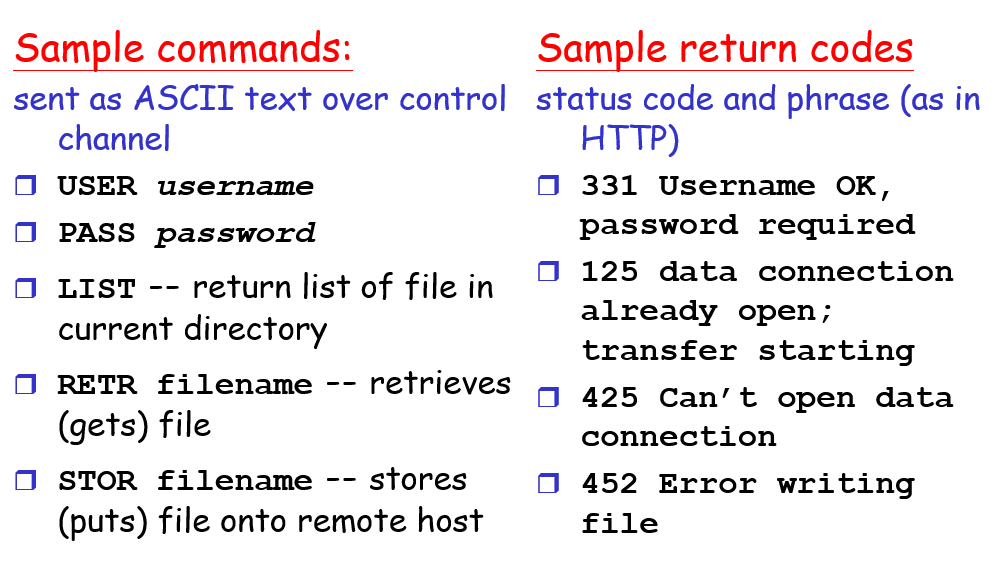 Sample commands:
sent as ASCII text over control
channel
USER username
PASS password
LIST -- return list of file in
current directory
RETR filename -- retrieves
(gets) file
STOR filename -- stores
(puts) file onto remote host
Sample return codes
status code and phrase (as in
HTTP)
331 Username OK,
password required
125 data connection
already open;
transfer starting
425 Can’t open data
connection
452 Error writing
file